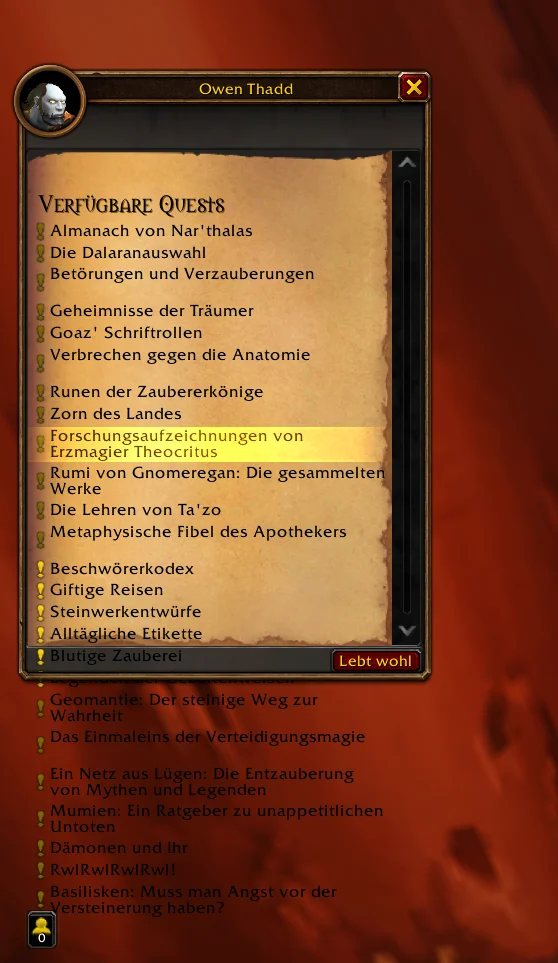 Owen Thadd
Verfügbare Quests
Almanach von Nar'thalas
Die Dalaranauswahl
Betörungen und Verzauberungen
Geheimnisse der Träumer
Goaz' Schriftrollen
Verbrechen gegen die Anatomie
Runen der Zaubererkönige
Zorn des Landes
Forschungsaufzeichnungen von
Erzmagier Theocritus
Rumi von Gnomeregan: Die gesammelten
Werke
Die Lehren von Ta'zo
Metaphysische Fibel des Apothekers
Beschwörerkodex
Giftige Reisen
Steinwerkentwürfe
Alltägliche Etikette
Blutige Zauberei
Lebt wohl
Geomantie: Der steinige Weg zur
Wahrheit
Das Einmaleins der Verteidigungsmagie
Ein Netz aus Lügen: Die Entzauberung
von Mythen und Legenden
Mumien: Ein Ratgeber zu unappetitlichen
Untoten
Dämonen und Ihr
RwlRwlRwlRwl!
Basilisken: Muss man Angst vor der
Versteinerung haben?
0